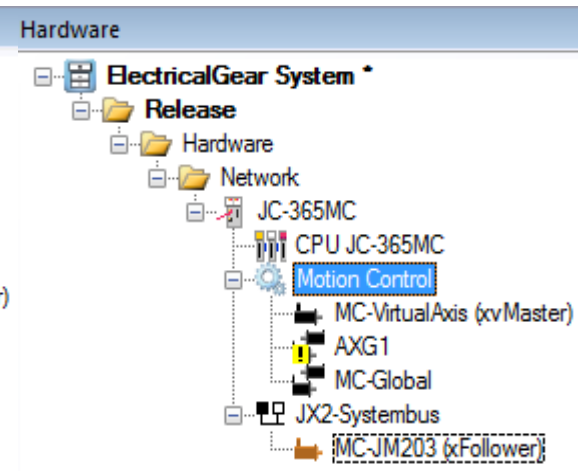 Hardware
ElectricalGear System *
Release
Hardware
Network
JC-365MC
CPU JC-365MC
Motion Control
r)
MC-VirtualAxis (xvMaster)
AXG1
MC-Global
JX2-Systembus
MC-JM203 (xFollower)